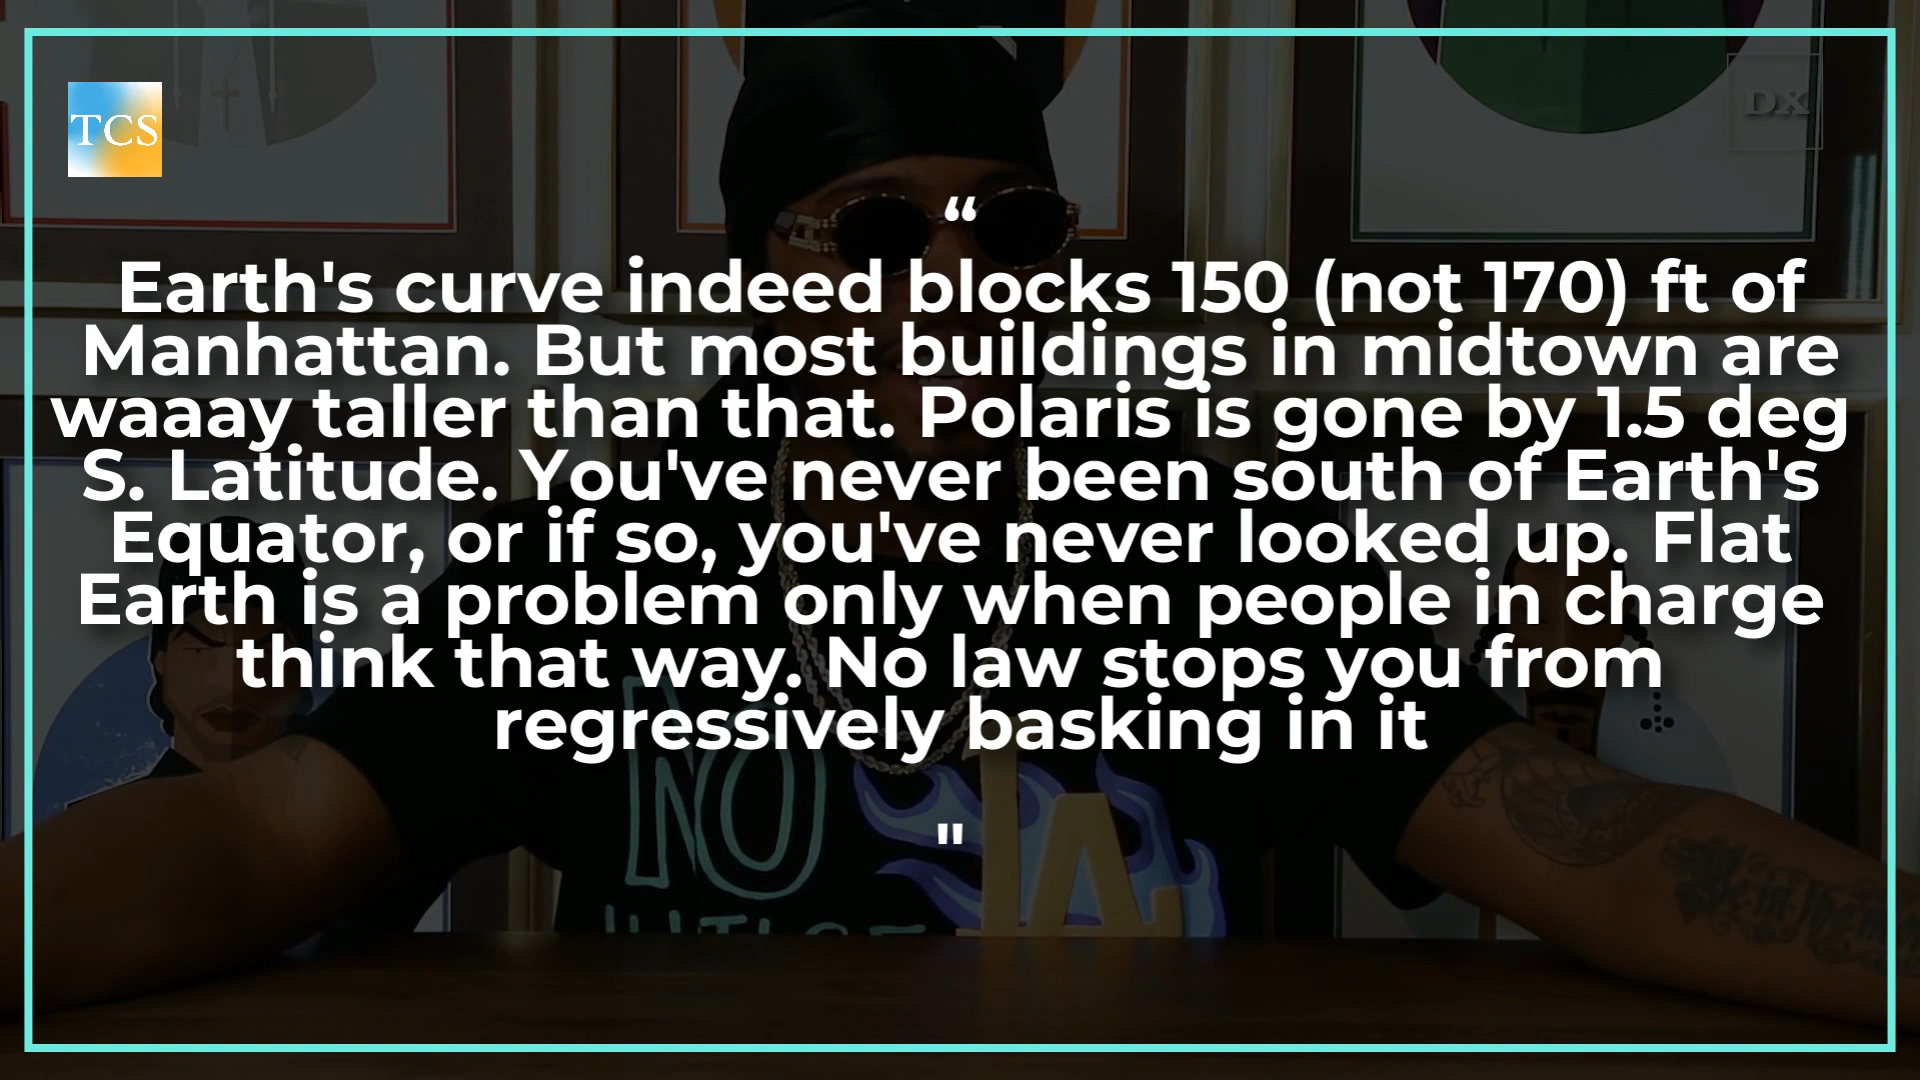 TCS
DX
“
Earth's curve indeed blocks 150 (not 170) ft of
Manhattan. But most buildings in midtown are
waaay taller than that. Polaris is gone by 1.5 deg
S. Latitude. You've never been south of Earth's
Equator, or if so, you've never looked up. Flat
Earth is a problem only when people in charge
think that way. No law stops you from
regressively basking in it
"
NO
LA